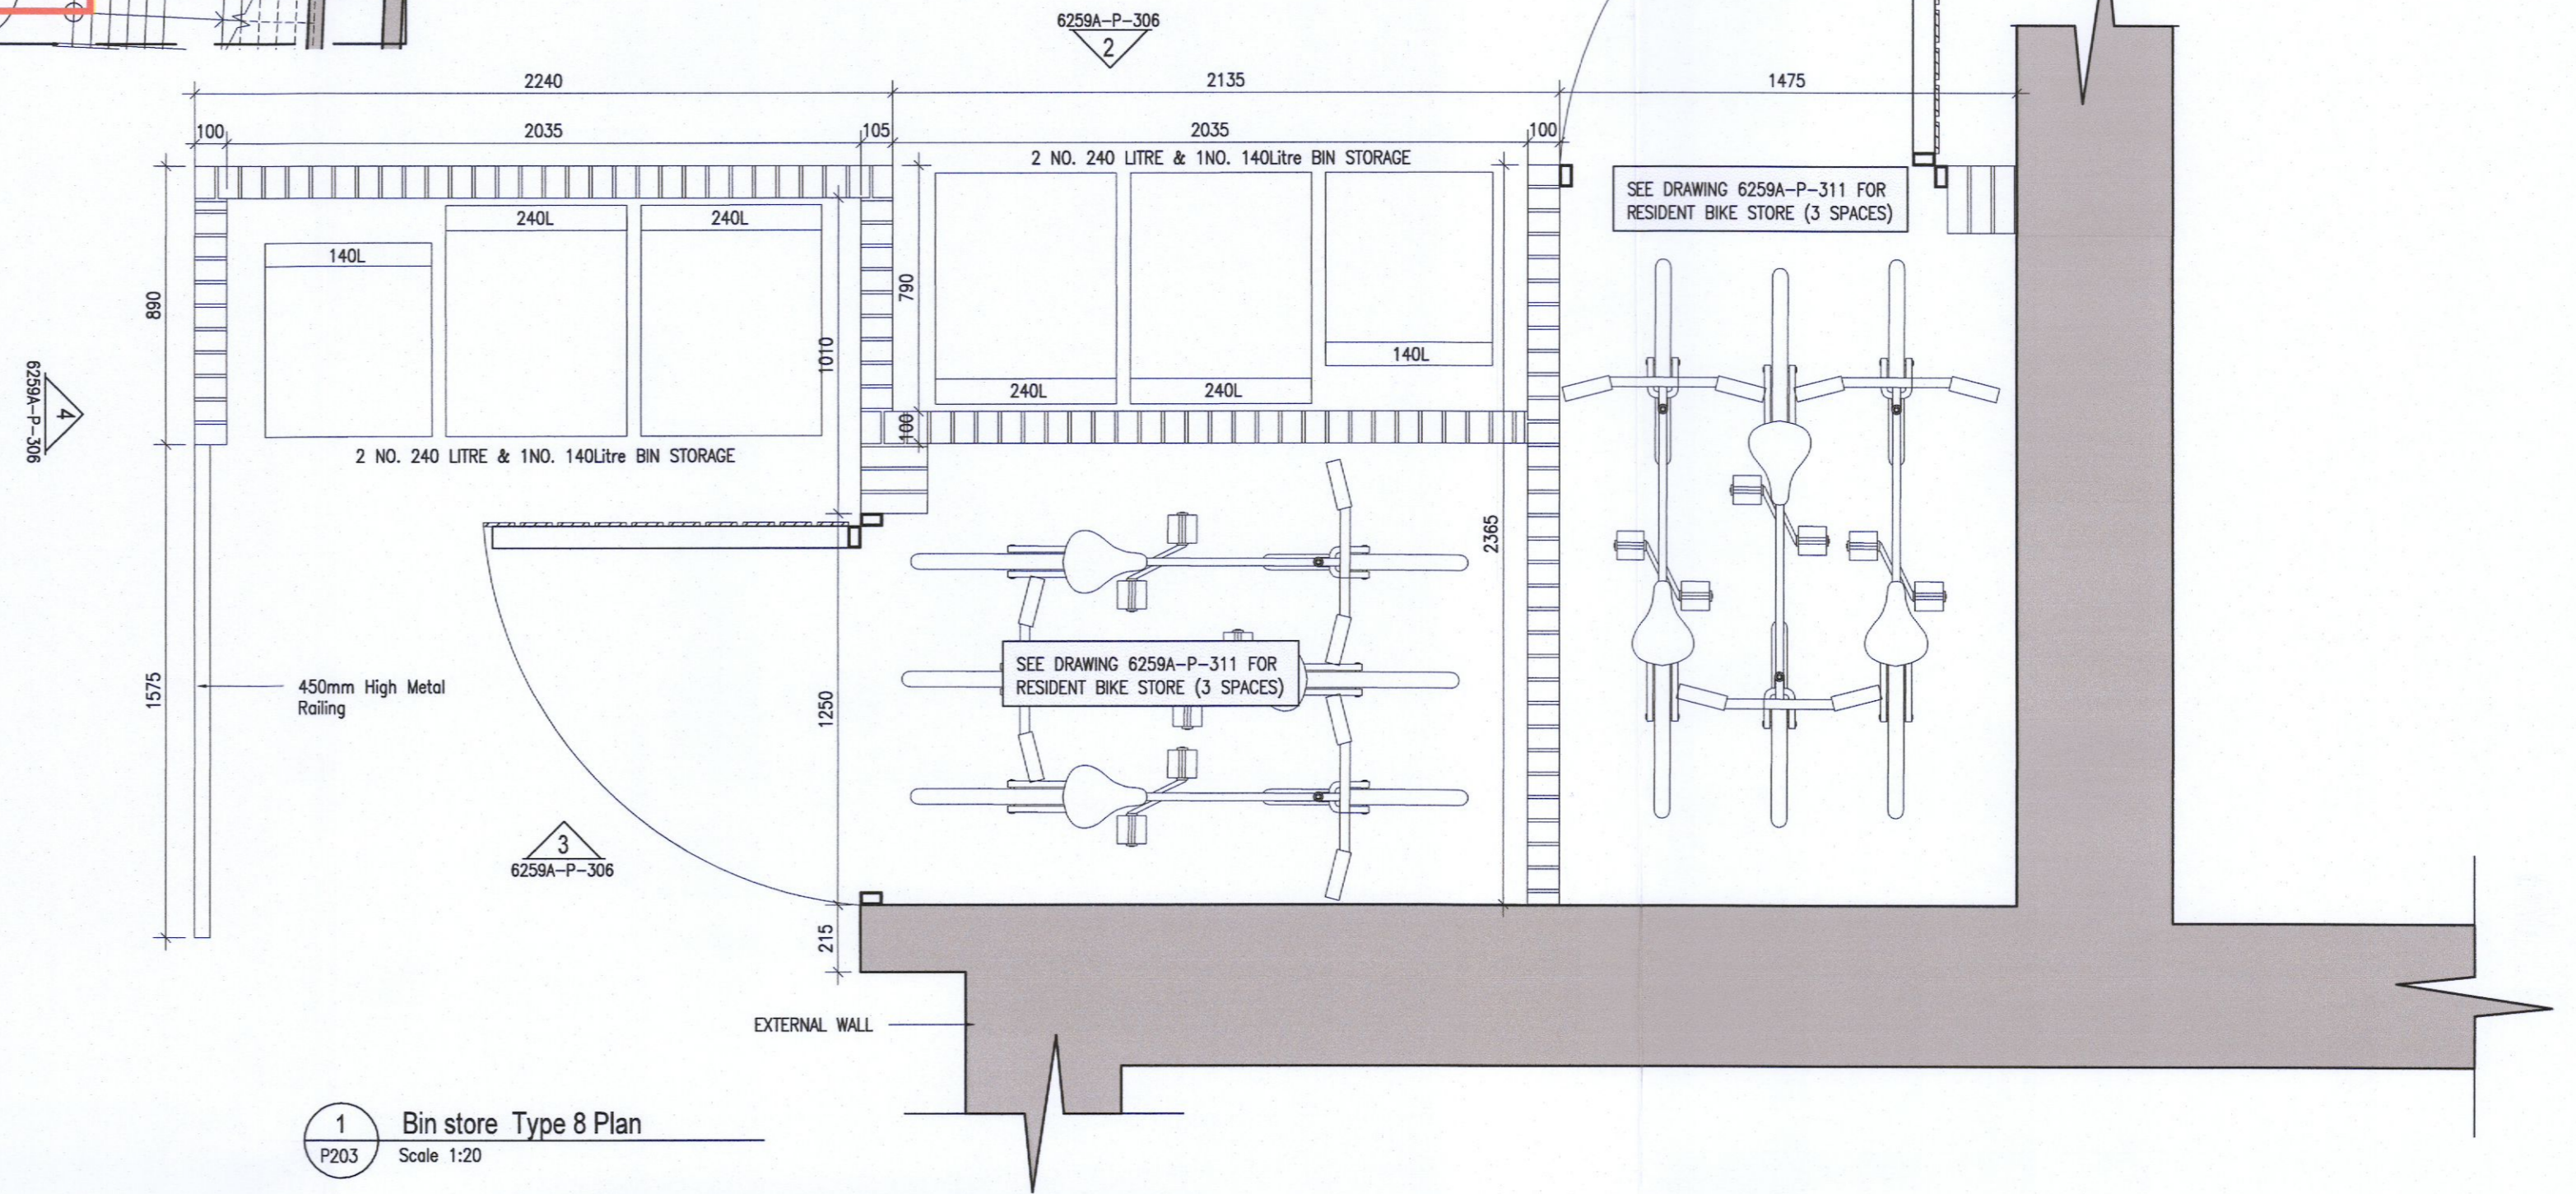 6259A-P-306
2
2240
2135
1475
100
2035
105
2035
100
2 NO. 240 LITRE & 1NO. 140Litre BIN STORAGE
SEE DRAWING 6259A-P-311 FOR
RESIDENT BIKE STORE (3 SPACES)
240L
240L
140L
890
790
1010
140L
240L
240L
100
6259A-P-306
4
2 NO. 240 LITRE & 1NO. 140Litre BIN STORAGE
2365
SEE DRAWING 6259A-P-311 FOR
RESIDENT BIKE STORE (3 SPACES)
1575
450mm High Metal
Railing
1250
3
6259A-P-306
215
EXTERNAL WALL
1
P203
Bin store Type 8 Plan
Scale 1:20